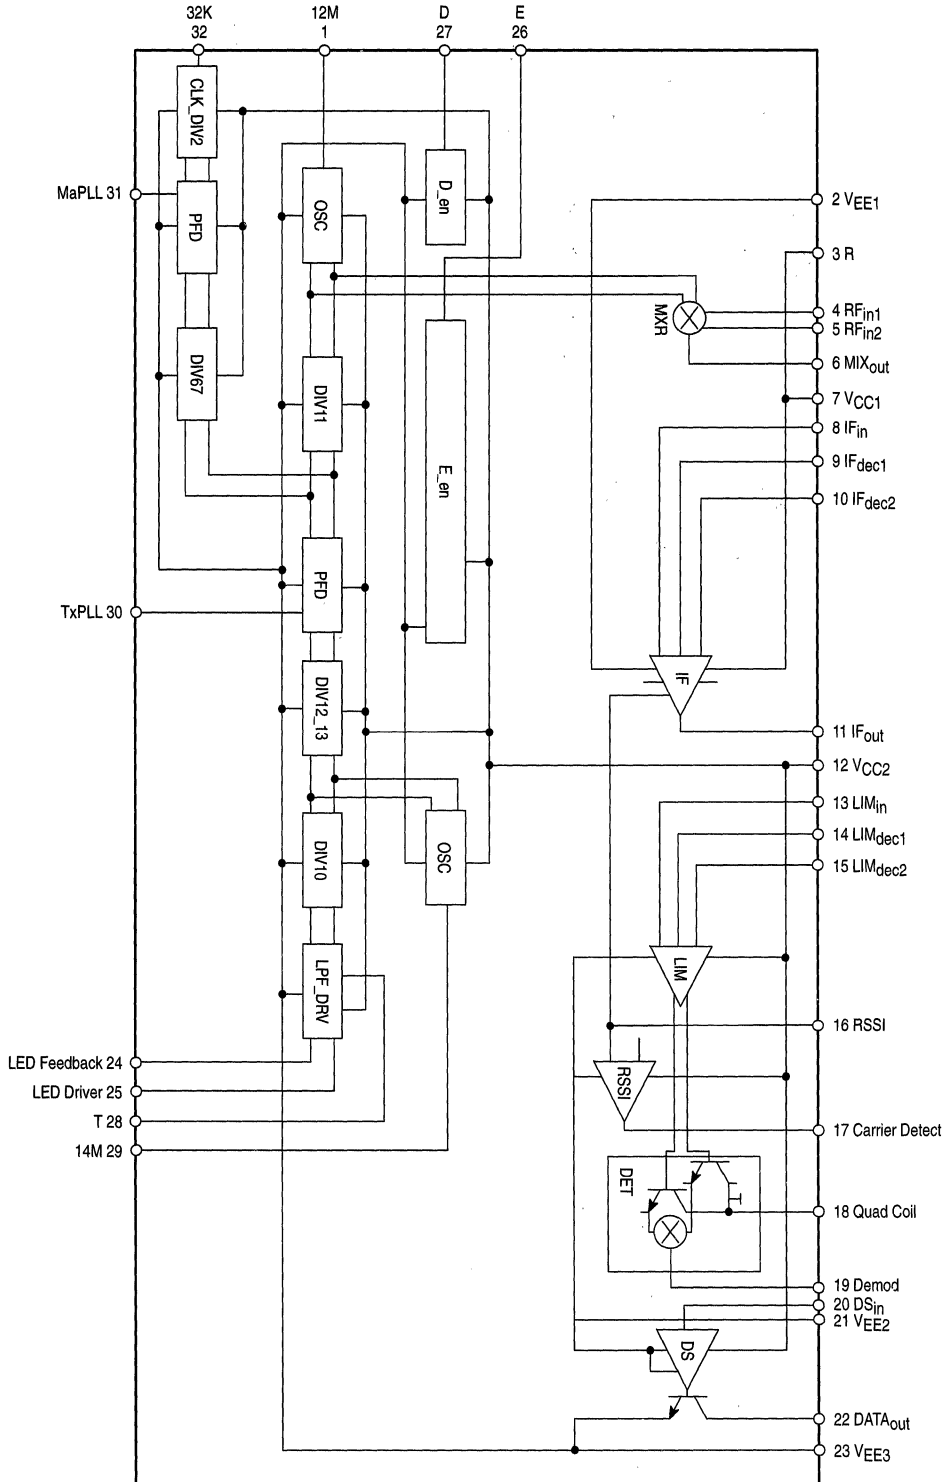 32K
32
12M
1
D
27
E
26
CLK_DIV2
MaPLL 31
PFD
OSC
D_en
2 VEE1
3 R
MXR
4 RFin1
5 RFin2
6 MIXout
DIV67
DIV11
7 VCC1
8 IFin
E_en
9 IFdec1
10 IFdec2
PFD
TxPLL 30
DIV12_13
IF
11 IFout
12 VCC2
13 LIMin
DIV10
OSC
14 LIMdec1
15 LIMdec2
LPF_DRV
LIM
16 RSSI
LED Feedback 24
RSSI
LED Driver 25
T 28
17 Carrier Detect
14M 29
DET
18 Quad Coil
19 Demod
20 DSin
21 VEE2
DS
22 DATAout
23 VEE3